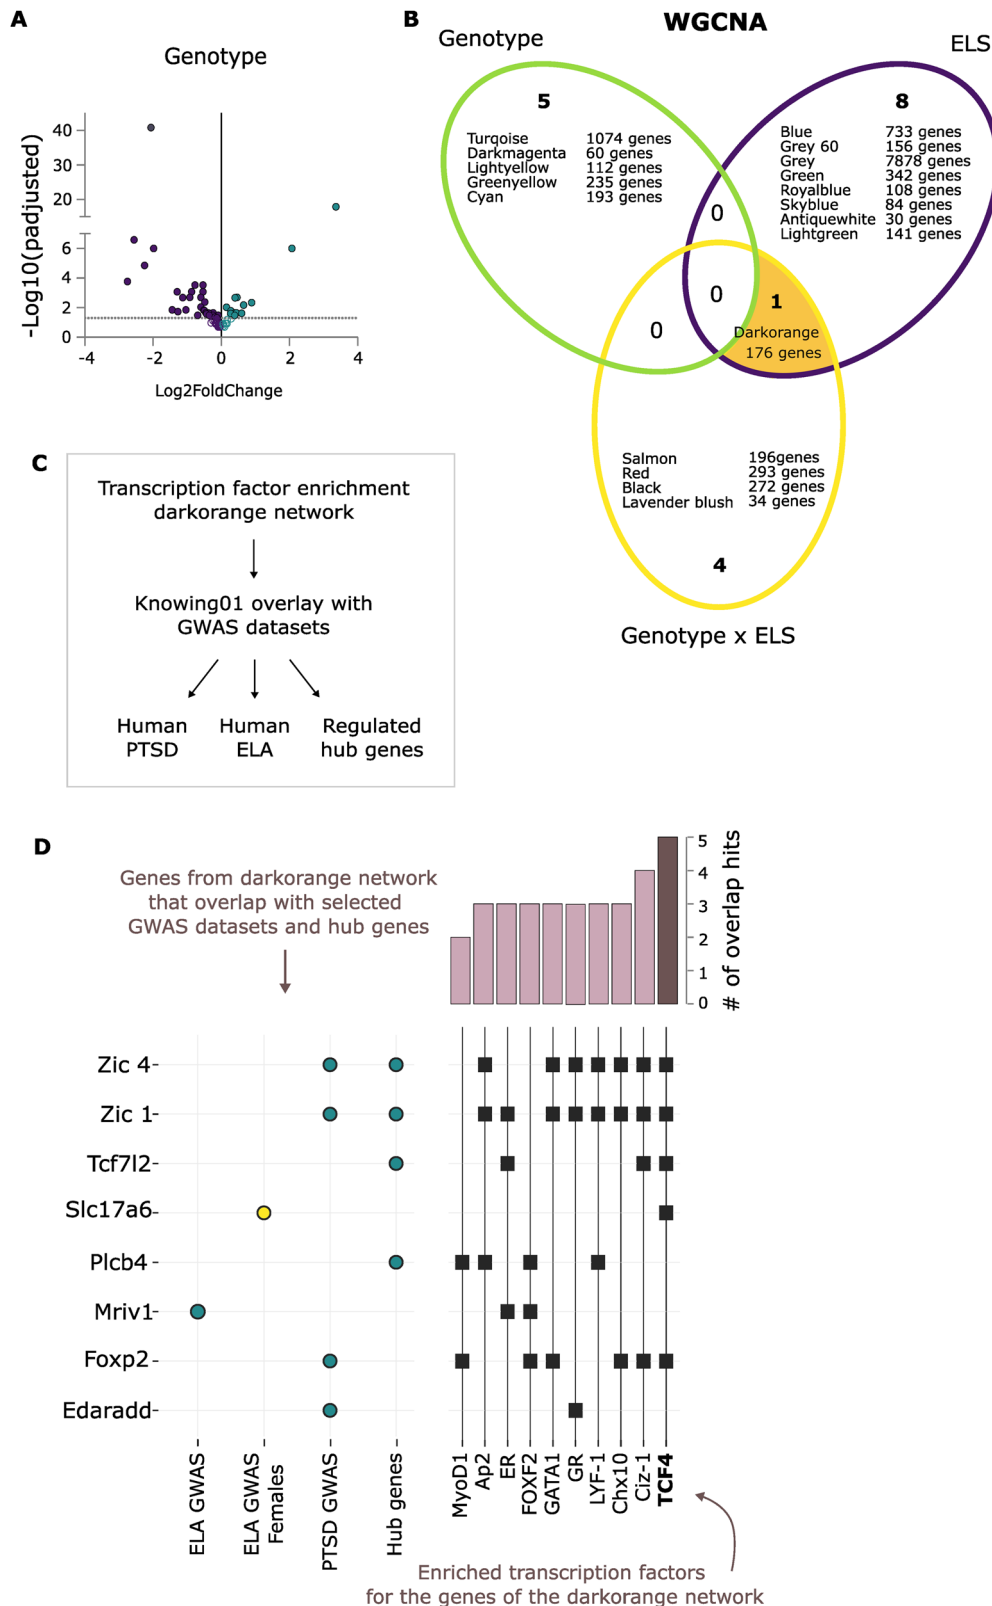 A
Genotype
-Log10(padjusted)
40
30
20
6
4
2
0
-4
-2
0
2
4
Log2FoldChange
B
WGCNA
Genotype
ELS
5
Turqoise 1074 genes
Darkmagenta 60 genes
Lightyellow 112 genes
Greenyellow 235 genes
Cyan 193 genes
8
Blue 733 genes
Grey 60 156 genes
Grey 7878 genes
Green 342 genes
Royalblue 108 genes
Skyblue 84 genes
Antiquewhite 30 genes
Lightgreen 141 genes
0
0
0
1
Darkorange
176 genes
Salmon 196genes
Red 293 genes
Black 272 genes
Lavender blush 34 genes
4
Genotype x ELS
C
Transcription factor enrichment
darkorange network
Knowing01 overlay with
GWAS datasets
Human
PTSD
Human
ELA
Regulated
hub genes
D
Genes from darkorange network
that overlap with selected
GWAS datasets and hub genes
5
4
3
2
1
0
# of overlap hits
Zic 4
Zic 1
Tcf7l2
Slc17a6
Plcb4
Mriv1
Foxp2
Edaradd
ELA GWAS
ELA GWAS
Females
PTSD GWAS
Hub genes
MyoD1
Ap2
ER
FOXF2
GATA1
GR
LYF-1
Chx10
Ciz-1
TCF4
Enriched transcription factors
for the genes of the darkorange network